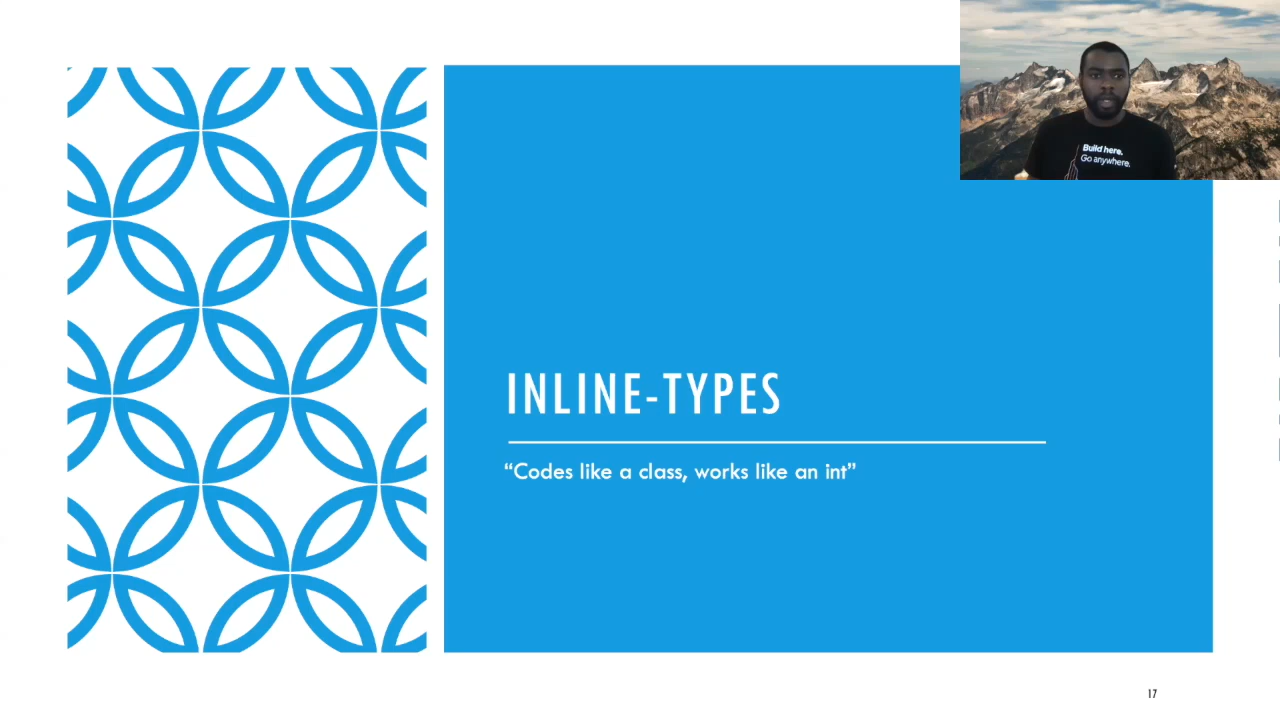 Build here.
Go anywhere.
INLINE-TYPES
“Codes like a class, works like an int”
17